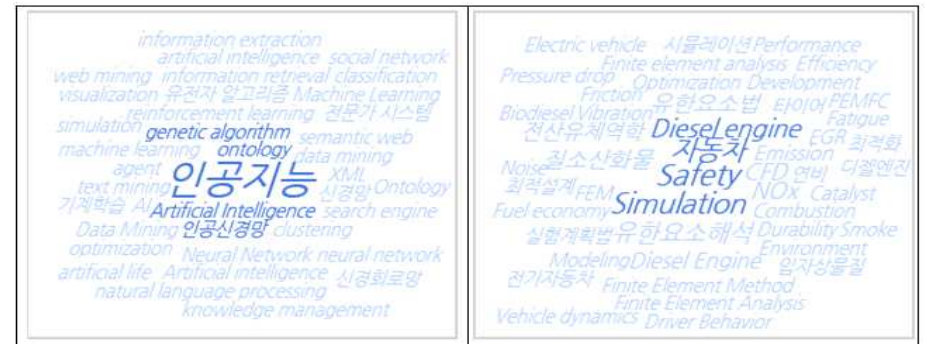 information extraction
artificial intelligence social network
web mining information retrieval classification
visualization 유전자 알고리즘 Machine Learning
reinforcement learning 전문가 시스템
simulation genetic algorithm semantic web
machine learning ontology data mining
agent 인공지능 XML
text mining 신경망 Ontology
기계학습 AI Artificial Intelligence search engine
Data Mining 인공신경망 clustering
optimization Neural Network neural network
artificial life Artificial intelligence 신경회로망
natural language processing
knowledge management
Electric vehicle 시뮬레이션 Performance
Finite element analysis Efficiency
Pressure drop Optimization Development
Friction 유한요소법 타이어 PEMFC
Biodiesel Vibration Fatigue
전산유체역학 Diesel engine EGR 최적화
질소산화물 자동차 Emission
Noise Safety CFD 연비 디젤엔진
최적설계 FEM NOx Catalyst
Fuel economy Simulation Combustion
실험계획법 유한요소해석 Durability Smoke
Environment
Modeling Diesel Engine 입자상물질
전기자동차 Finite Element Method
Finite Element Analysis
Vehicle dynamics Driver Behavior